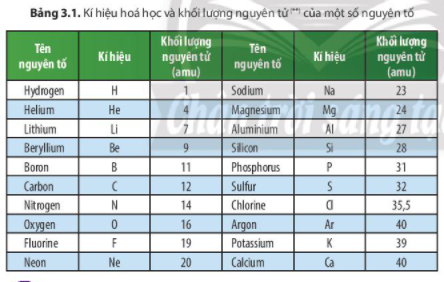 Bảng 3.1. Kí hiệu hoá học và khối lượng nguyên tử(**) của một số nguyên tố
Tên nguyên tố Kí hiệu Khối lượng nguyên tử (amu) Tên nguyên tố Kí hiệu Khối lượng nguyên tử (amu)
Hydrogen H 1 Sodium Na 23
Helium He 4 Magnesium Mg 24
Lithium Li 7 Aluminium Al 27
Beryllium Be 9 Silicon Si 28
Boron B 11 Phosphorus P 31
Carbon C 12 Sulfur S 32
Nitrogen N 14 Chlorine Cl 35,5
Oxygen O 16 Argon Ar 40
Fluorine F 19 Potassium K 39
Neon Ne 20 Calcium Ca 40